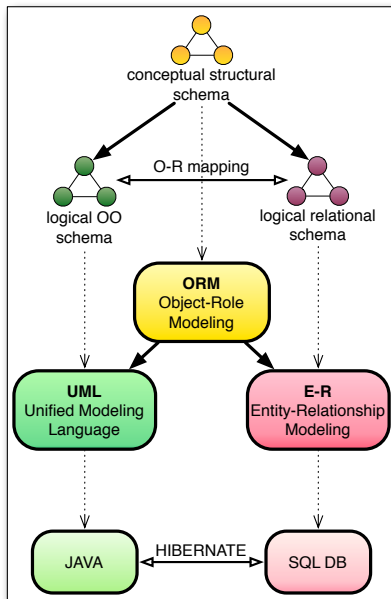 conceptual structural
schema
O-R mapping
logical OO
schema
logical relational
schema
ORM
Object-Role
Modeling
UML
Unified Modeling
Language
E-R
Entity-Relationship
Modeling
HIBERNATE
JAVA
SQL DB